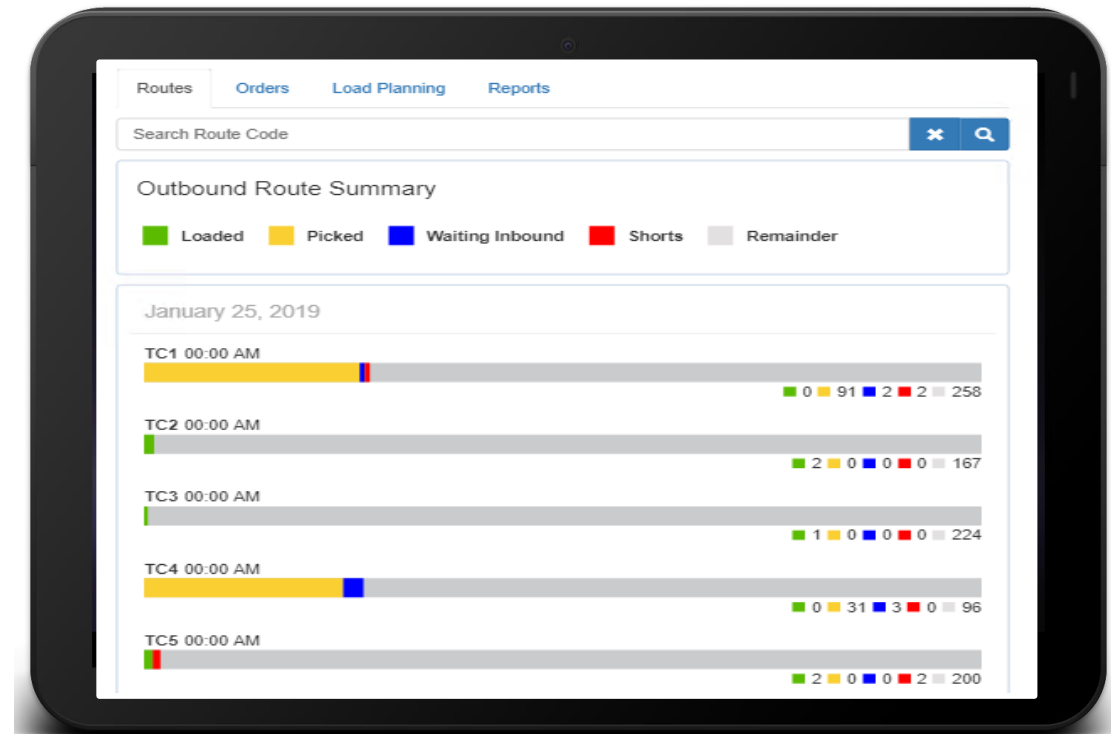 Routes Orders Load Planning Reports
Search Route Code
Outbound Route Summary
Loaded Picked Waiting Inbound Shorts Remainder
January 25, 2019
TC1 00:00 AM
0 91 2 2 258
TC2 00:00 AM
2 0 0 0 167
TC3 00:00 AM
1 0 0 0 224
TC4 00:00 AM
0 31 3 0 96
TC5 00:00 AM
2 0 0 2 200